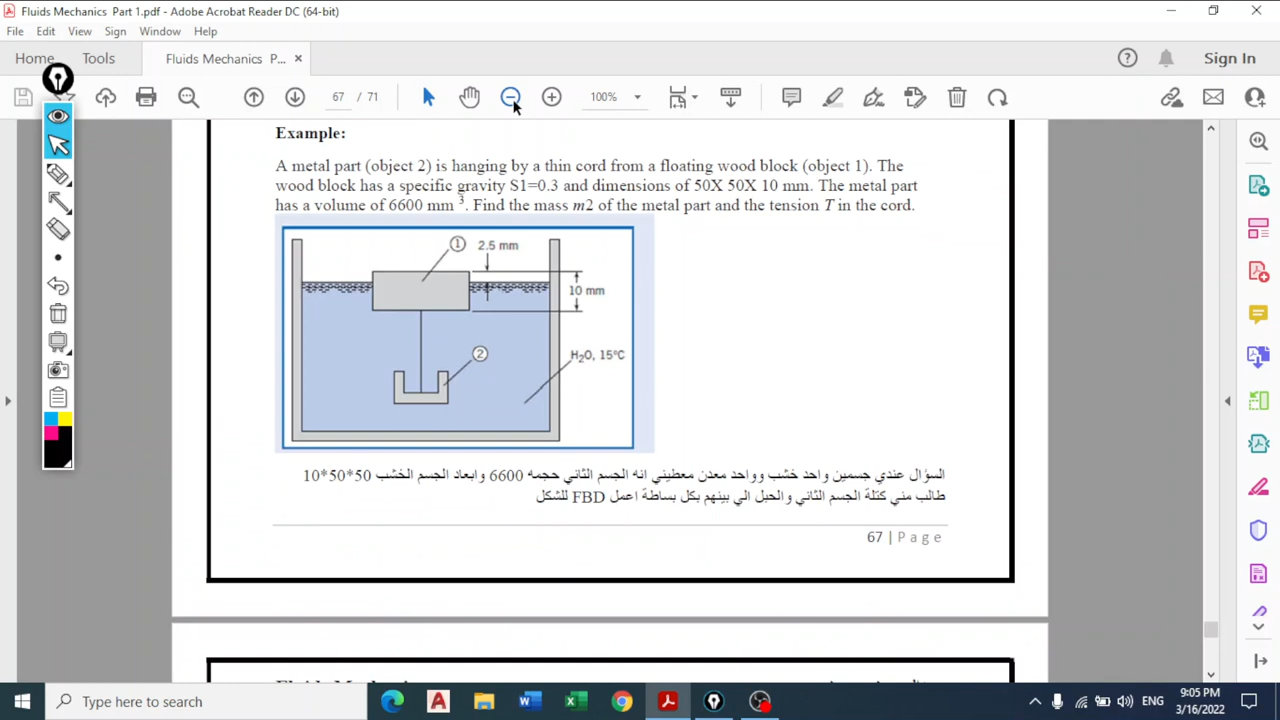 Fluids Mechanics Part 1.pdf - Adobe Acrobat Reader DC (64-bit)
File Edit View Sign Window Help
Home Tools Fluids Mechanics P... × Sign In
67 / 71 100%
Example:
A metal part (object 2) is hanging by a thin cord from a floating wood block (object 1). The
wood block has a specific gravity S1=0.3 and dimensions of 50X 50X 10 mm. The metal part
has a volume of 6600 mm ³. Find the mass m2 of the metal part and the tension T in the cord.
1 2.5 mm
10 mm
2 H₂O, 15°C
السؤال عندي جسمين واحد خشب وواحد معدن معطيني انه الجسم الثاني حجمه 6600 وابعاد الجسم الخشب 50*50*10
طالب مني كتلة الجسم الثاني والحبل الي بينهم بكل بساطة اعمل FBD للشكل
67 | Page
Type here to search
ENG
9:05 PM
3/16/2022